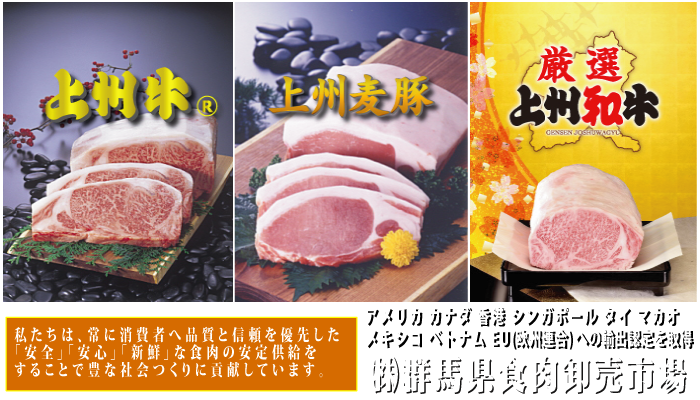 上州牛®
上州麦豚
厳選
上州和牛
GENSEN JOSHUWAGYU
私たちは、常に消費者へ品質と信頼を優先した
「安全」「安心」「新鮮」な食肉の安定供給を
することで豊な社会つくりに貢献しています。
アメリカ カナダ 香港 シンガポール タイ マカオ
メキシコ ベトナム EU(欧州連合)への輸出認定を取得
㈱群馬県食肉卸売市場